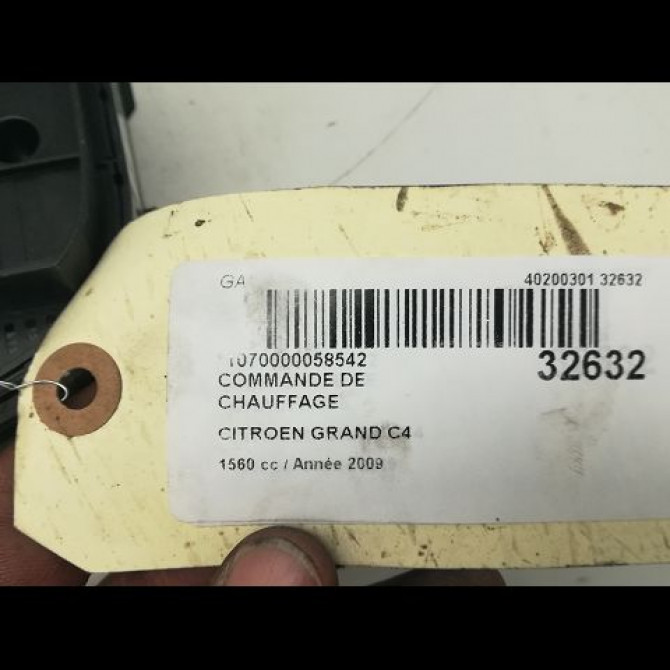 GA 40200301 32632
1070000058542 32632
COMMANDE DE
CHAUFFAGE
CITROEN GRAND C4
1560 cc / Année 2009